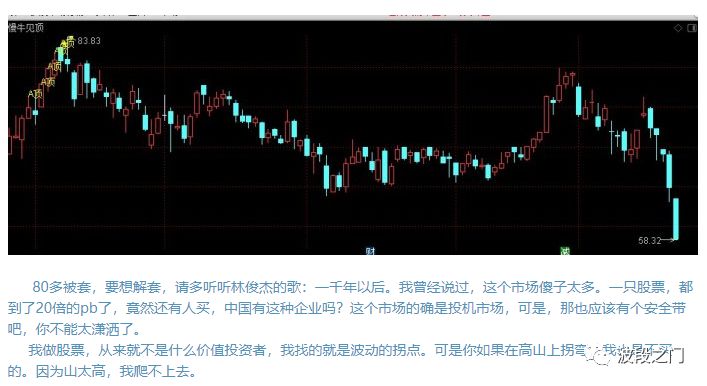 慢牛见顶
A顶
A顶
A顶
A顶
83.83
58.32
财
减
80多被套，要想解套，请多听听林俊杰的歌：一千年以后。我曾经说过，这个市场傻子太多。一只股票，都
到了20倍的pb了，竟然还有人买，中国有这种企业吗？这个市场的确是投机市场，可是，那也应该有个安全带
吧，你不能太潇洒了。
我做股票，从来就不是什么价值投资者，我找的就是波动的拐点。可是你如果在高山上拐弯，我
的。因为山太高，我爬不上去。
波段之门